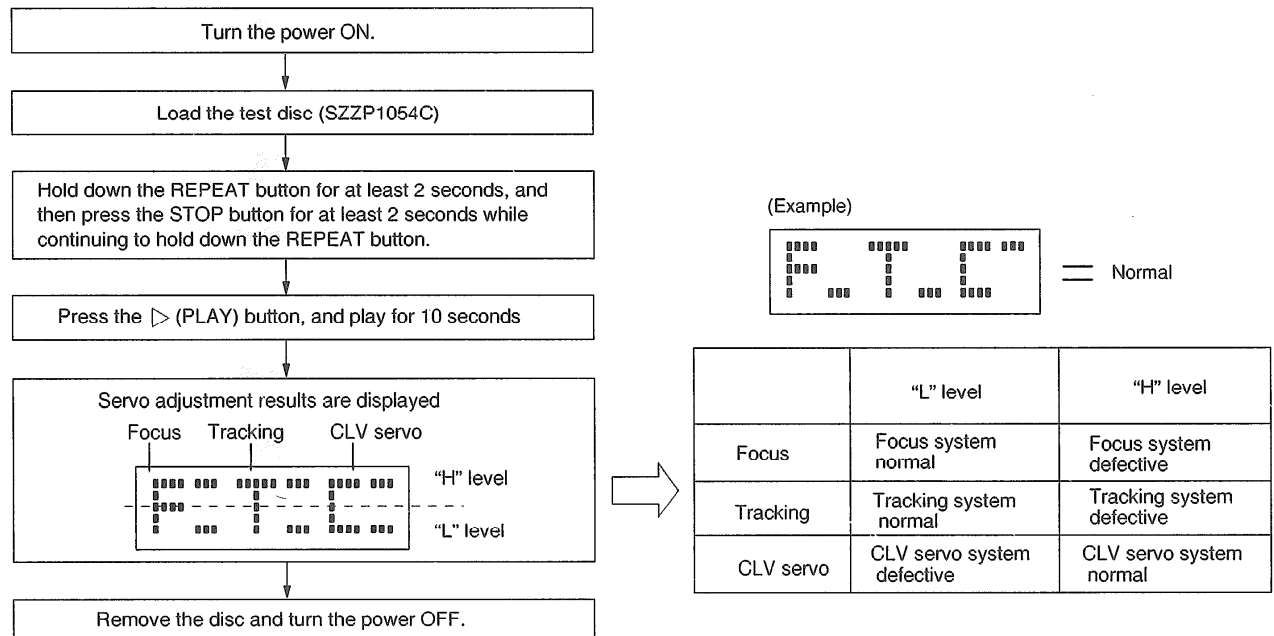 Turn the power ON.
Load the test disc (SZZP1054C)
Hold down the REPEAT button for at least 2 seconds, and
then press the STOP button for at least 2 seconds while
continuing to hold down the REPEAT button.
Press the ▷ (PLAY) button, and play for 10 seconds
Servo adjustment results are displayed
Focus Tracking CLV servo
F T C
“H” level
“L” level
Remove the disc and turn the power OFF.
(Example)
F T C
Normal
“L” level “H” level
Focus
Focus system
normal
Focus system
defective
Tracking
Tracking system
normal
Tracking system
defective
CLV servo
CLV servo system
defective
CLV servo system
normal